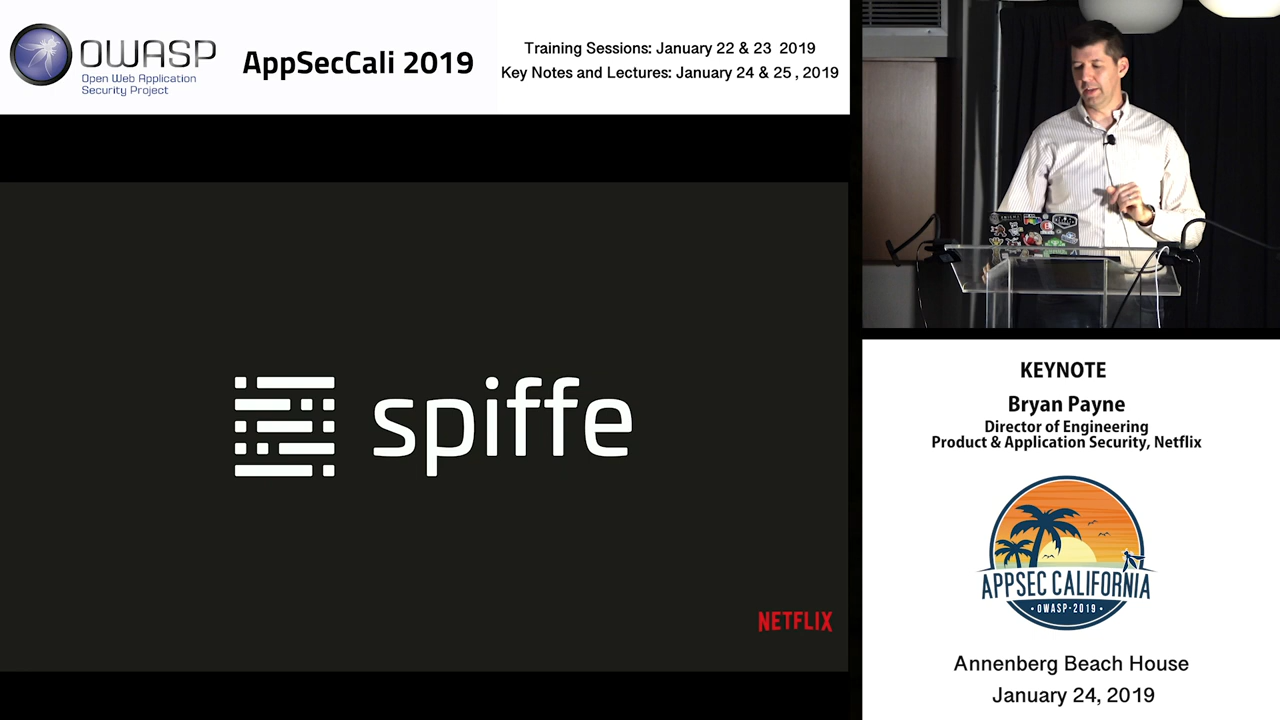 OWASP
Open Web Application
Security Project
AppSecCali 2019
Training Sessions: January 22 & 23 2019
Key Notes and Lectures: January 24 & 25 , 2019
spiffe
NETFLIX
KEYNOTE
Bryan Payne
Director of Engineering
Product & Application Security, Netflix
APPSEC CALIFORNIA
• OWASP-2019 •
Annenberg Beach House
January 24, 2019